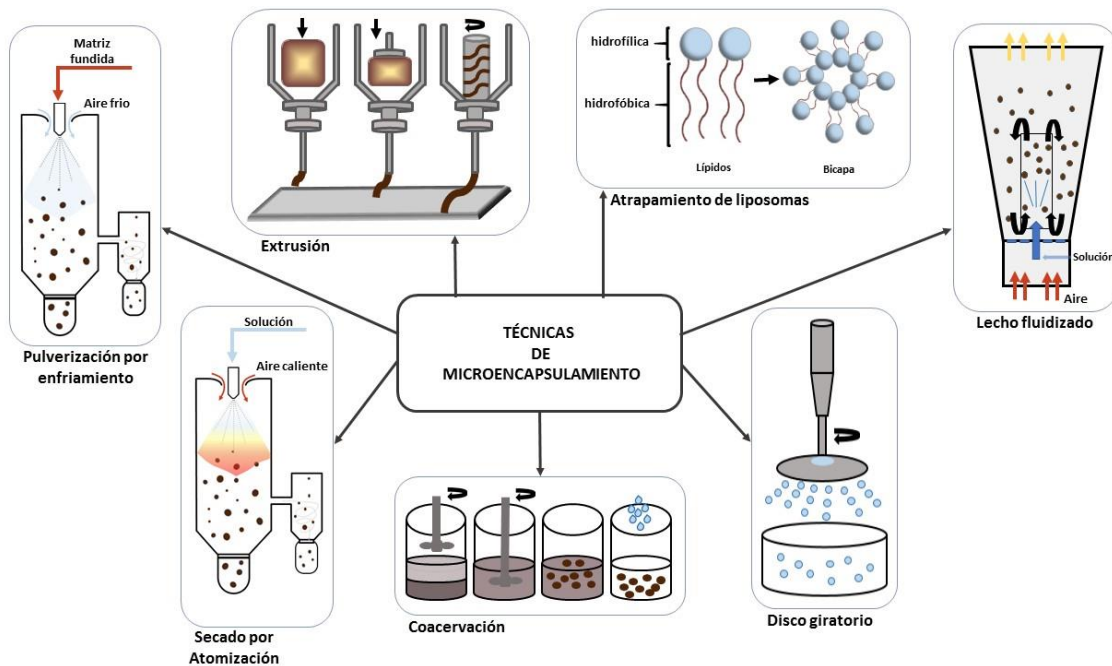 Matriz
fundida
Aire frio
Pulverización por
enfriamiento
Extrusión
hidrofílica
hidrofóbica
Lípidos
Bicapa
Atrapamiento de liposomas
Solución
Aire
Lecho fluidizado
TÉCNICAS
DE
MICROENCAPSULAMIENTO
Solución
Aire caliente
Secado por
Atomización
Coacervación
Disco giratorio